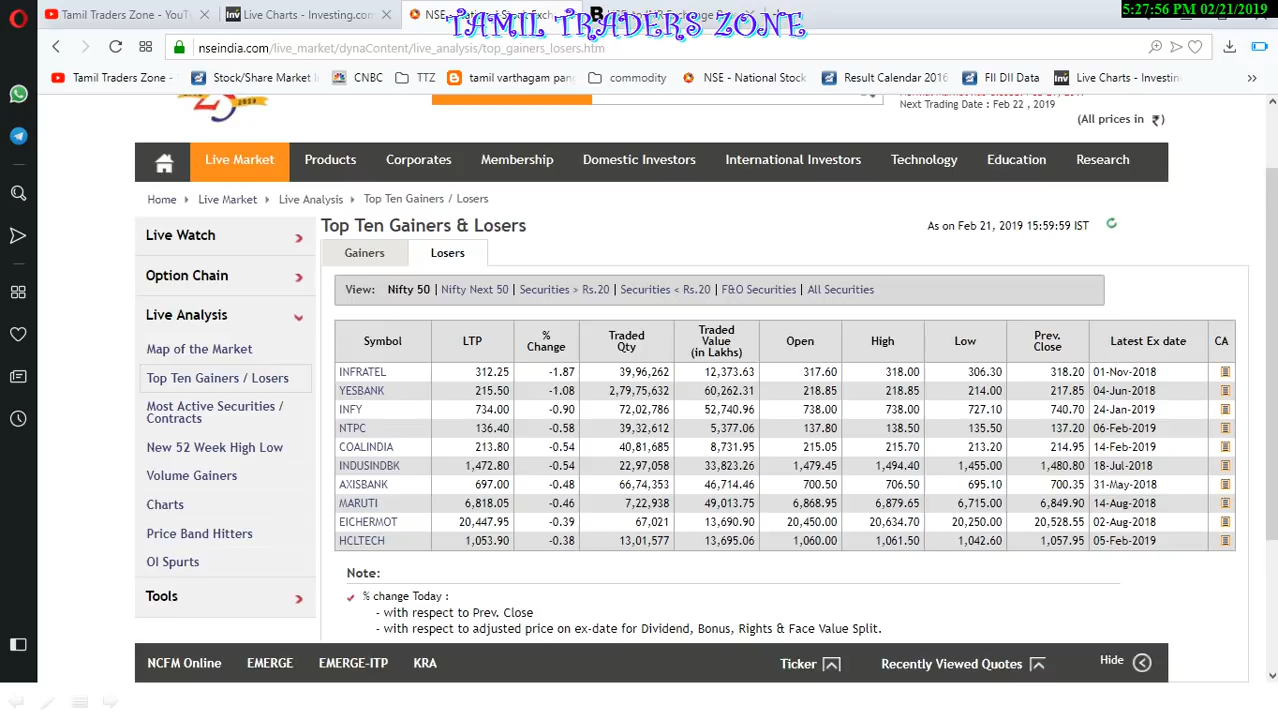 Tamil Traders Zone - YouT
Live Charts - Investing.com
TAMIL TRADERS ZONE
5:27:56 PM 02/21/2019
nseindia.com/live_market/dynaContent/live_analysis/top_gainers_losers.htm
Tamil Traders Zone -
Stock/Share Market
CNBC
TTZ
tamil varthagam pan
commodity
NSE - National Stock
Result Calendar 2016
FII DII Data
Live Charts - Investin
»
Next Trading Date : Feb 22 , 2019
(All prices in ₹)
Live Market
Products
Corporates
Membership
Domestic Investors
International Investors
Technology
Education
Research
Home
Live Market
Live Analysis
Top Ten Gainers / Losers
Live Watch
Option Chain
Live Analysis
Map of the Market
Top Ten Gainers / Losers
Most Active Securities /
Contracts
New 52 Week High Low
Volume Gainers
Charts
Price Band Hitters
OI Spurts
Tools
Top Ten Gainers & Losers
As on Feb 21, 2019 15:59:59 IST
Gainers
Losers
View: Nifty 50 | Nifty Next 50 | Securities > Rs.20 | Securities < Rs.20 | F&O Securities | All Securities
Symbol LTP % Change Traded Qty Traded Value (in Lakhs) Open High Low Prev. Close Latest Ex date CA
INFRATEL 312.25 -1.87 39,96,262 12,373.63 317.60 318.00 306.30 318.20 01-Nov-2018
YESBANK 215.50 -1.08 2,79,75,632 60,262.31 218.85 218.85 214.00 217.85 04-Jun-2018
INFY 734.00 -0.90 72,02,786 52,740.96 738.00 738.00 727.10 740.70 24-Jan-2019
NTPC 136.40 -0.58 39,32,612 5,377.06 137.80 138.50 135.50 137.20 06-Feb-2019
COALINDIA 213.80 -0.54 40,81,685 8,731.95 215.05 215.70 213.20 214.95 14-Feb-2019
INDUSINDBK 1,472.80 -0.54 22,97,058 33,823.26 1,479.45 1,494.40 1,455.00 1,480.80 18-Jul-2018
AXISBANK 697.00 -0.48 66,74,353 46,714.46 700.50 706.50 695.10 700.35 31-May-2018
MARUTI 6,818.05 -0.46 7,22,938 49,013.75 6,868.95 6,879.65 6,715.00 6,849.90 14-Aug-2018
EICHERMOT 20,447.95 -0.39 67,021 13,690.90 20,450.00 20,634.70 20,250.00 20,528.55 02-Aug-2018
HCLTECH 1,053.90 -0.38 13,01,577 13,695.06 1,060.00 1,061.50 1,042.60 1,057.95 05-Feb-2019
Note:
% change Today :
- with respect to Prev. Close
- with respect to adjusted price on ex-date for Dividend, Bonus, Rights & Face Value Split.
NCFM Online
EMERGE
EMERGE-ITP
KRA
Ticker
Recently Viewed Quotes
Hide